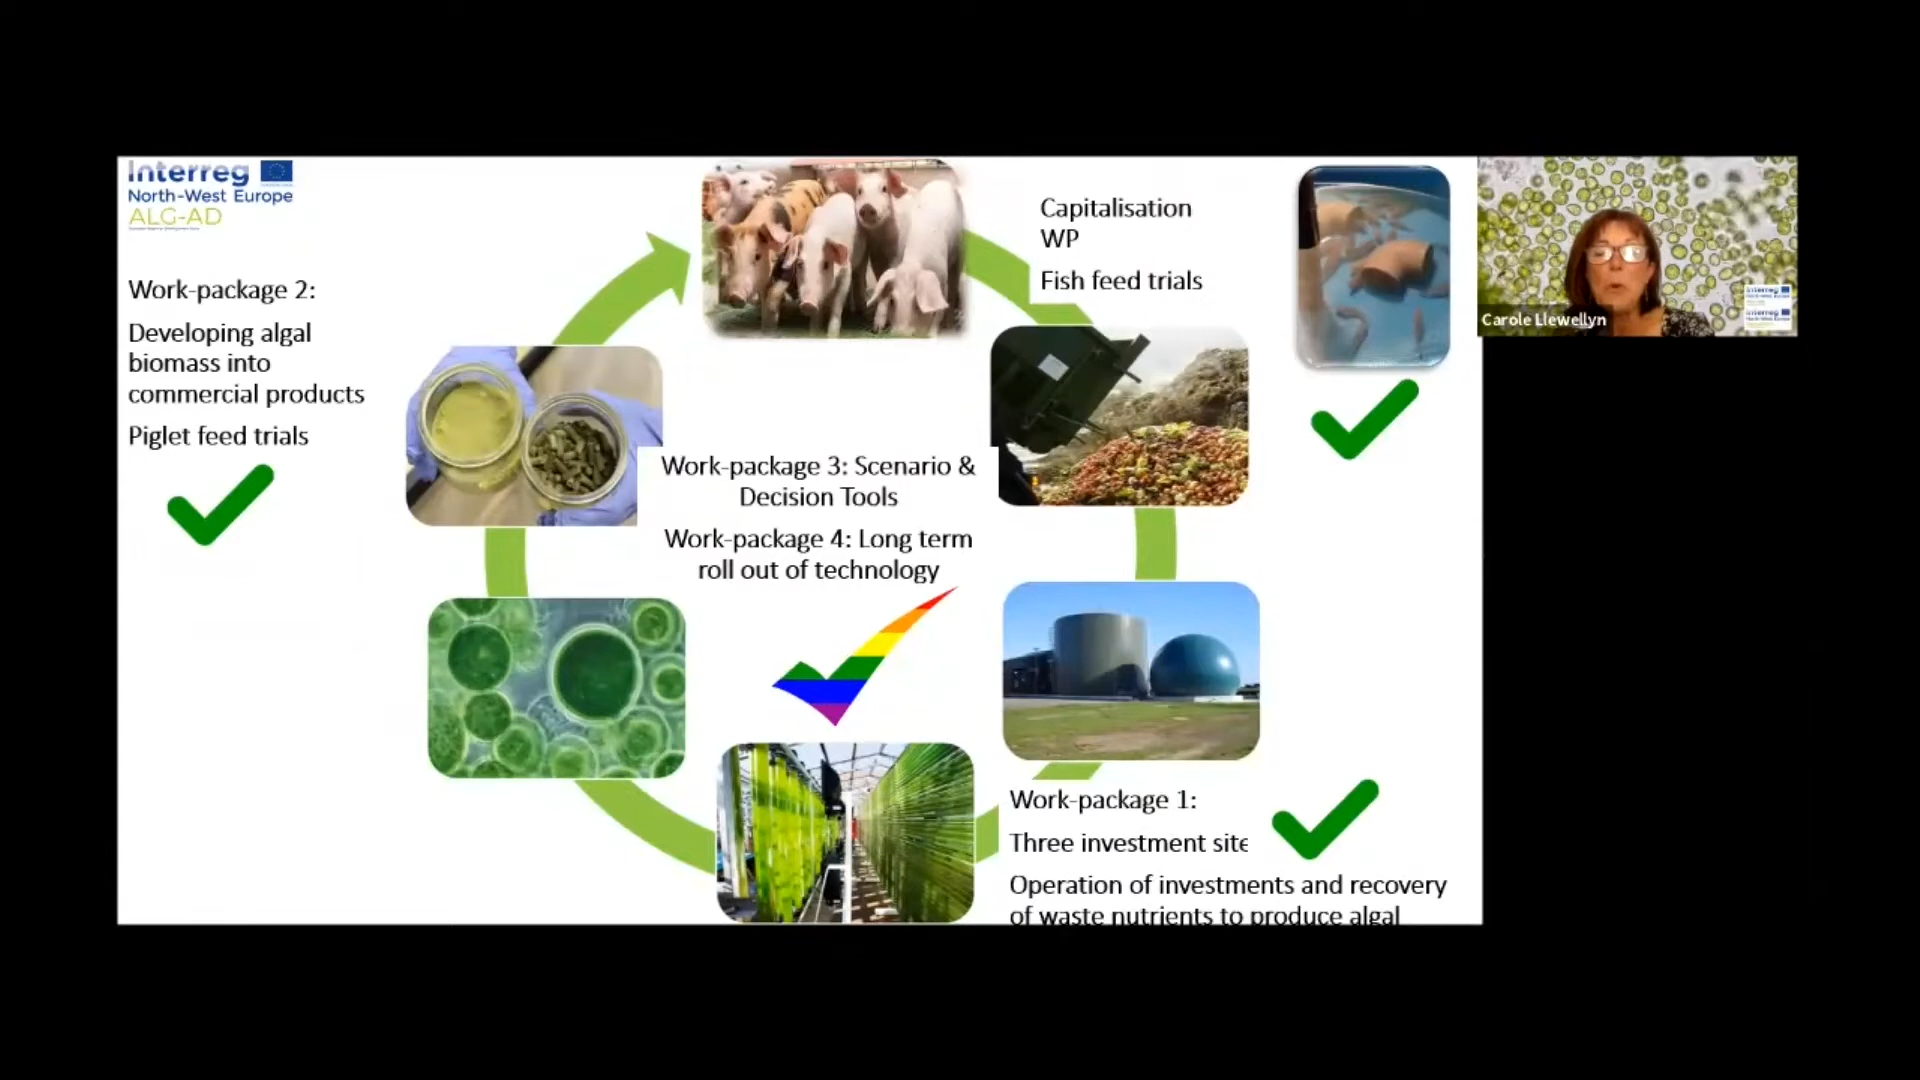 Interreg
North-West Europe
ALG-AD
Work-package 2:
Developing algal
biomass into
commercial products
Piglet feed trials
Capitalisation
WP
Fish feed trials
Work-package 3: Scenario &
Decision Tools
Work-package 4: Long term
roll out of technology
Work-package 1:
Three investment site
Operation of investments and recovery
of waste nutrients to produce algal
Carole Llewellyn
Interreg
Interreg